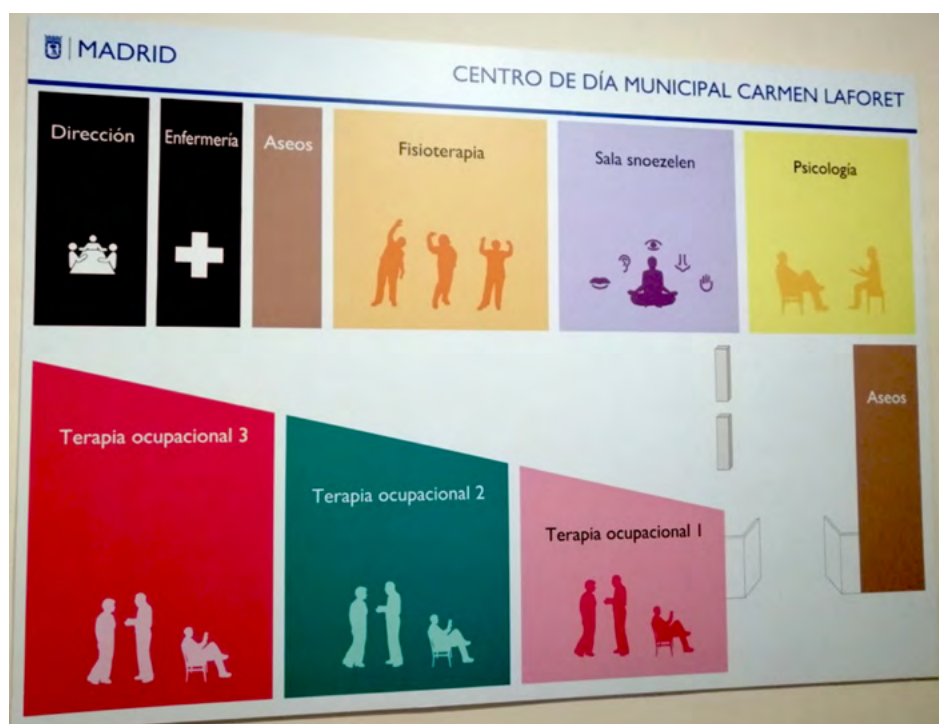 MADRID
CENTRO DE DÍA MUNICIPAL CARMEN LAFORET
Dirección
Enfermería
Aseos
Fisioterapia
Sala snoezelen
Psicología
Aseos
Terapia ocupacional 3
Terapia ocupacional 2
Terapia ocupacional 1